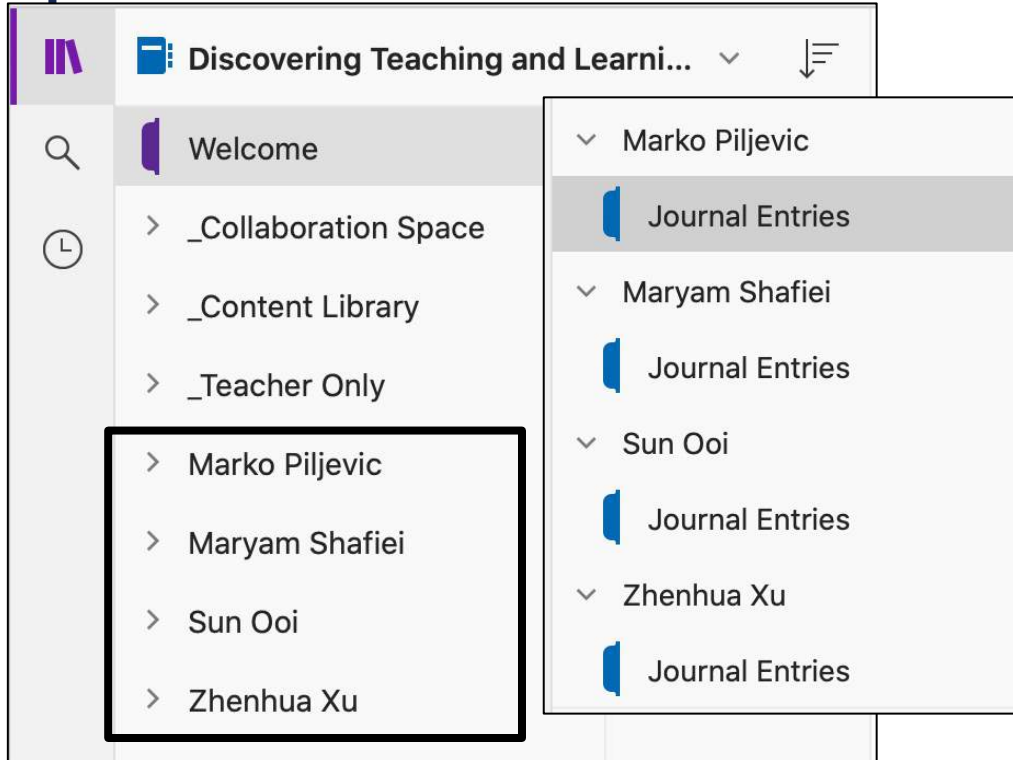 Discovering Teaching and Learni...
Welcome
_Collaboration Space
_Content Library
_Teacher Only
Marko Piljevic
Maryam Shafiei
Sun Ooi
Zhenhua Xu
Marko Piljevic
Journal Entries
Maryam Shafiei
Journal Entries
Sun Ooi
Journal Entries
Zhenhua Xu
Journal Entries